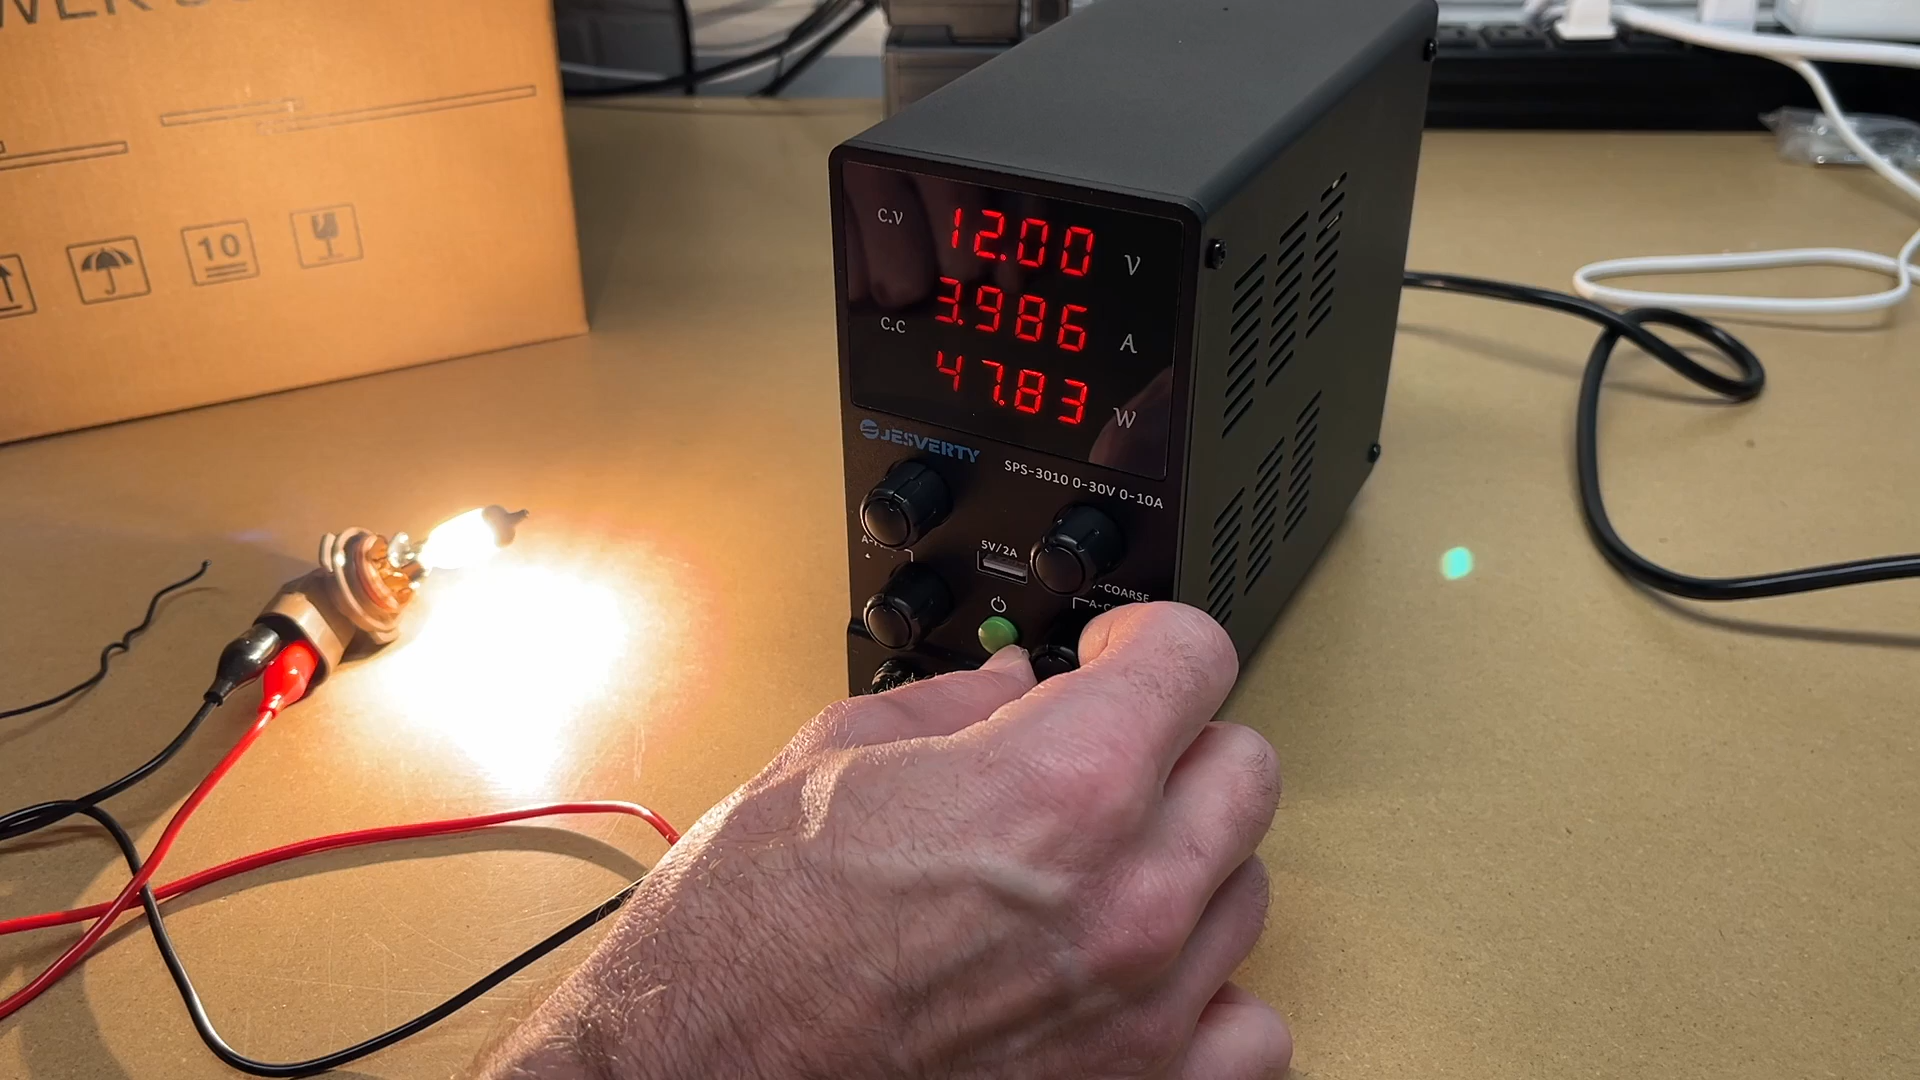 10
C.V 12.00 V
C.C 3.986 A
47.83 W
JESVERTY
SPS-3010 0-30V 0-10A
5V/2A
-COARSE